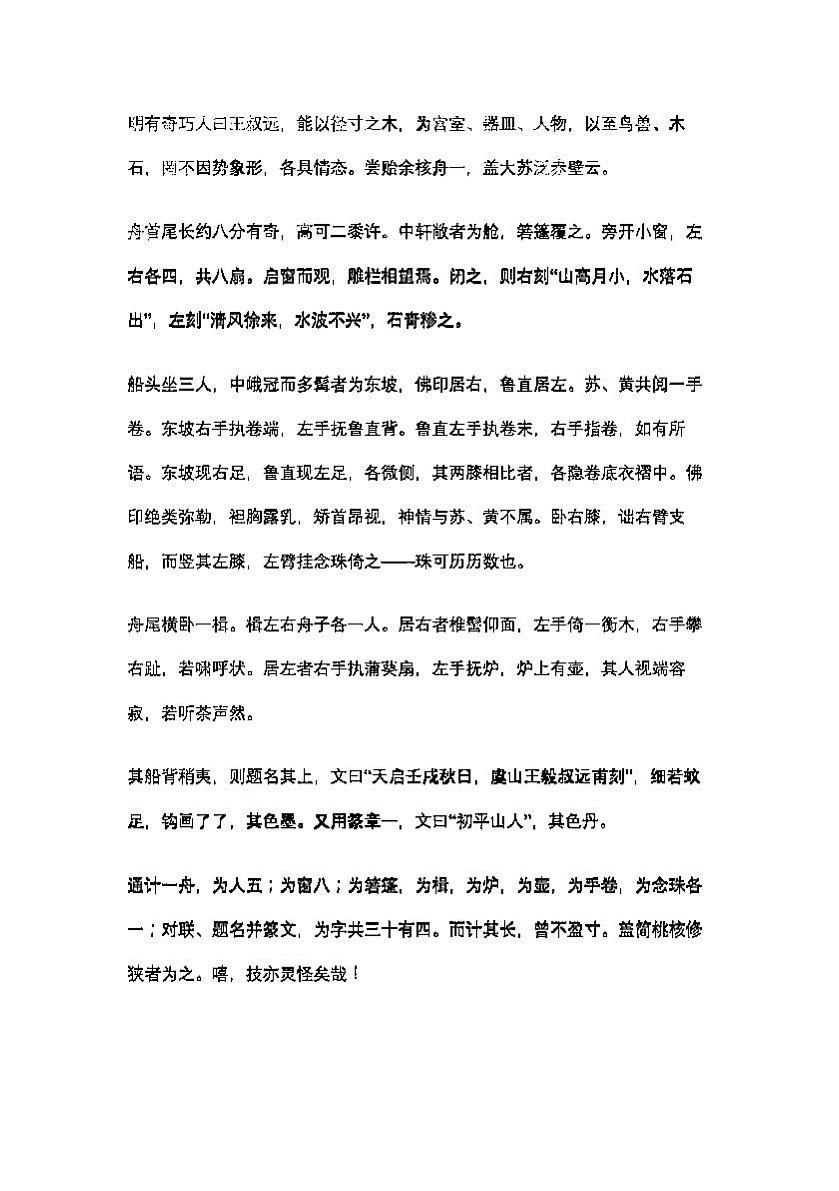 明有奇巧人曰王叔远，能以径寸之木，为宫室、器皿、人物，以至鸟兽、木
石，罔不因势象形，各具情态。尝贻余核舟一，盖大苏泛赤壁云。
舟首尾长约八分有奇，高可二黍许。中轩敞者为舱，箬篷覆之。旁开小窗，左
右各四，共八扇。启窗而观，雕栏相望焉。闭之，则右刻“山高月小，水落石
出”，左刻“清风徐来，水波不兴”，石青糁之。
船头坐三人，中峨冠而多髯者为东坡，佛印居右，鲁直居左。苏、黄共阅一手
卷。东坡右手执卷端，左手抚鲁直背。鲁直左手执卷末，右手指卷，如有所
语。东坡现右足，鲁直现左足，各微侧，其两膝相比者，各隐卷底衣褶中。佛
印绝类弥勒，袒胸露乳，矫首昂视，神情与苏、黄不属。卧右膝，诎右臂支
船，而竖其左膝，左臂挂念珠倚之——珠可历历数也。
舟尾横卧一楫。楫左右舟子各一人。居右者椎髻仰面，左手倚一衡木，右手攀
右趾，若啸呼状。居左者右手执蒲葵扇，左手抚炉，炉上有壶，其人视端容
寂，若听茶声然。
其船背稍夷，则题名其上，文曰“天启壬戌秋日，虞山王毅叔远甫刻”，细若蚊
足，钩画了了，其色墨。又用篆章一，文曰“初平山人”，其色丹。
通计一舟，为人五；为窗八；为箬篷，为楫，为炉，为壶，为手卷，为念珠各
一；对联、题名并篆文，为字共三十有四。而计其长，曾不盈寸。盖简桃核修
狭者为之。嘻，技亦灵怪矣哉！